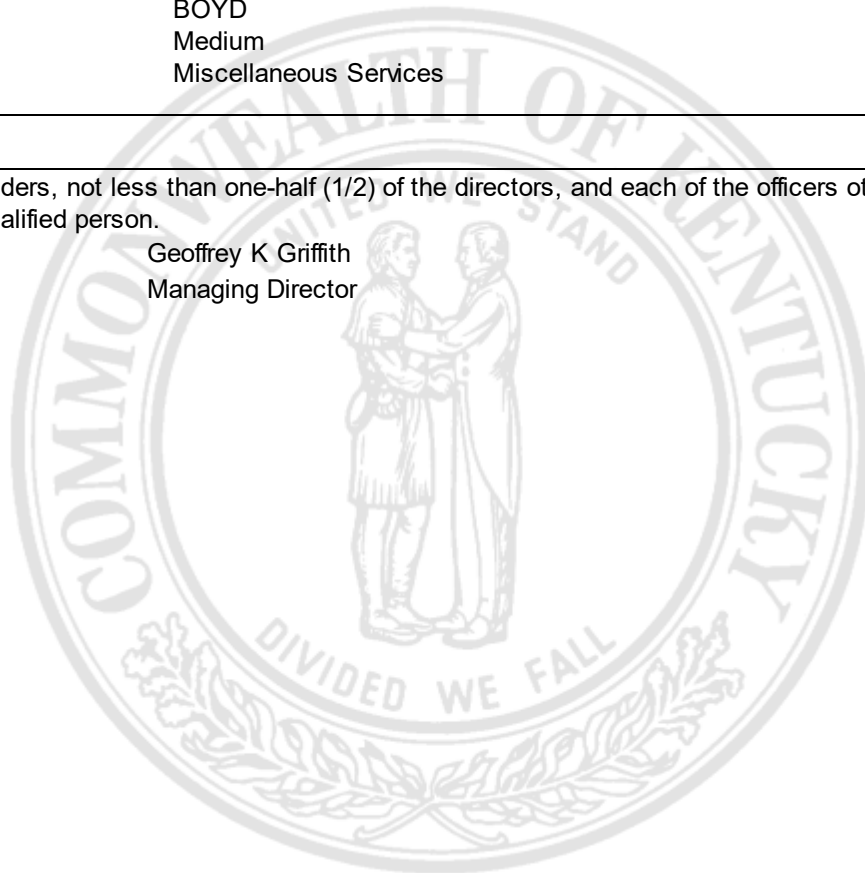 BOYD
Medium
Miscellaneous Services
ders, not less than one-half (1/2) of the directors, and each of the officers ot
alified person.
Geoffrey K Griffith
Managing Director
COMMONWEALTH OF KENTUCKY
UNITED WE STAND
DIVIDED WE FALL